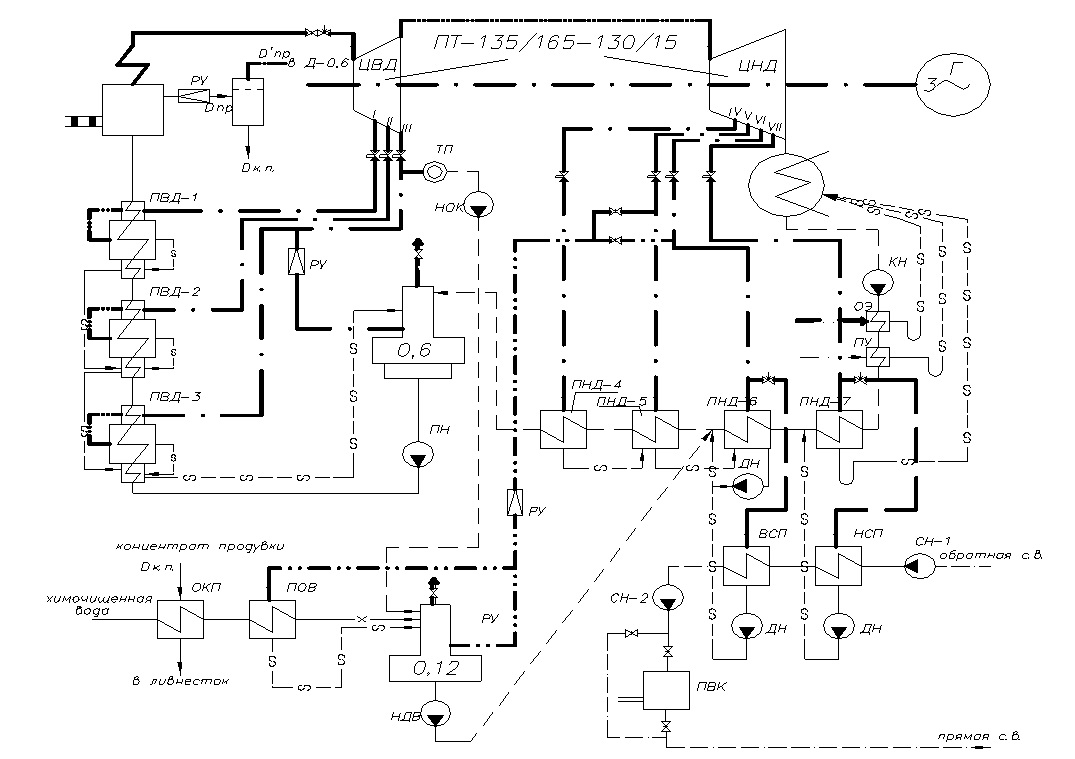 ПТ-135/165-130/15
D'пр
в Д-0,6
ЦВД
ЦНД
Г
3
РУ
Dпр
Dк.п.
I
II
III
IV
V
VI
VII
ТП
НОК
ПВД-1
РУ
КН
ОЭ
ПУ
ПВД-2
0,6
ПВД-3
ПНД-4
ПНД-5
ПНД-6
ПНД-7
ПН
ДН
РУ
ВСП
НСП
СН-1
обратная с.в.
концентрат продувки
Dк.п.
ОКП
ПОВ
химочищенная
вода
РУ
СН-2
ДН
ДН
0,12
в ливнесток
НДВ
ПВК
прямая с.в.